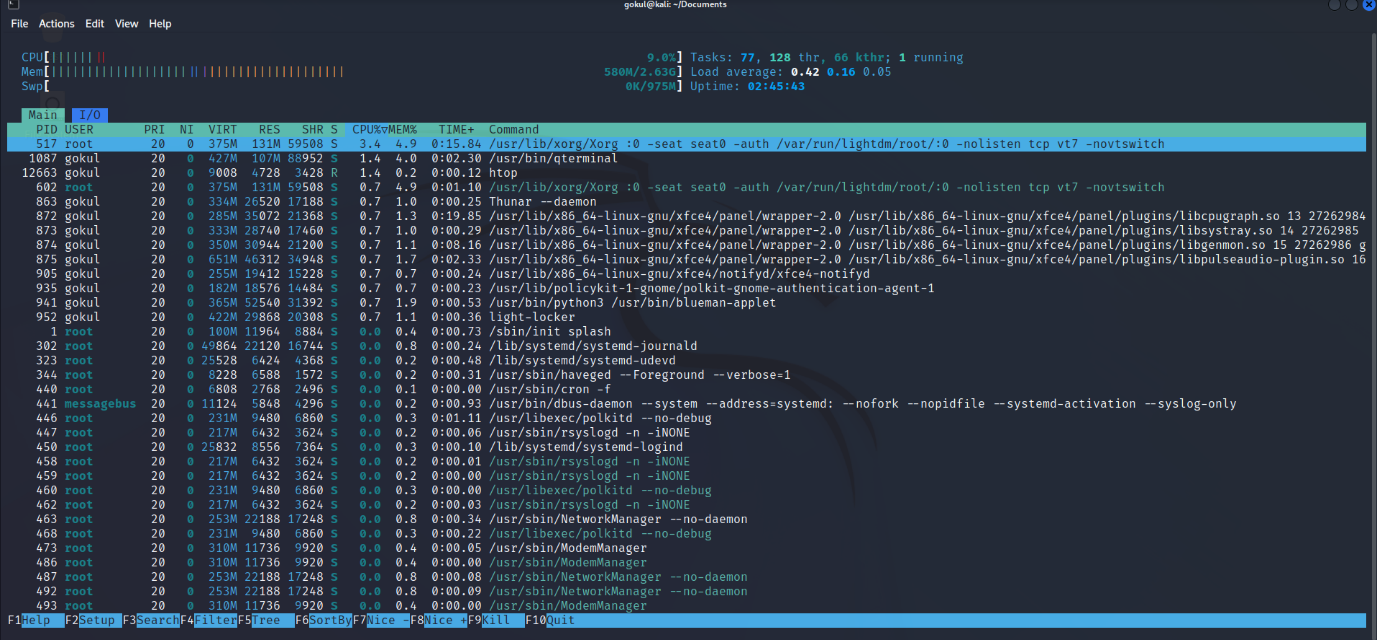 gokul@kali: ~/Documents
File Actions Edit View Help
CPU[|||||||| 9.0%] Tasks: 77, 128 thr, 66 kthr; 1 running
Mem[||||||||||||||||||||||||||||||||||||||| 580M/2.63G] Load average: 0.42 0.16 0.05
Swp[ 0K/975M] Uptime: 02:45:43
Main I/O
PID USER PRI NI VIRT RES SHR S CPU%▽MEM% TIME+ Command
517 root 20 0 375M 131M 59508 S 3.4 4.9 0:15.84 /usr/lib/xorg/Xorg :0 -seat seat0 -auth /var/run/lightdm/root/:0 -nolisten tcp vt7 -novtswitch
1087 gokul 20 0 427M 107M 88952 S 1.4 4.0 0:02.30 /usr/bin/qterminal
12663 gokul 20 0 9008 4728 3428 R 1.4 0.2 0:00.12 htop
602 root 20 0 375M 131M 59508 S 0.7 4.9 0:01.10 /usr/lib/xorg/Xorg :0 -seat seat0 -auth /var/run/lightdm/root/:0 -nolisten tcp vt7 -novtswitch
863 gokul 20 0 334M 26520 17188 S 0.7 1.0 0:00.25 Thunar --daemon
872 gokul 20 0 285M 35072 21368 S 0.7 1.3 0:19.85 /usr/lib/x86_64-linux-gnu/xfce4/panel/wrapper-2.0 /usr/lib/x86_64-linux-gnu/xfce4/panel/plugins/libcpugraph.so 13 27262984
873 gokul 20 0 333M 28740 17460 S 0.7 1.0 0:00.29 /usr/lib/x86_64-linux-gnu/xfce4/panel/wrapper-2.0 /usr/lib/x86_64-linux-gnu/xfce4/panel/plugins/libsystray.so 14 27262985
874 gokul 20 0 350M 30944 21200 S 0.7 1.1 0:08.16 /usr/lib/x86_64-linux-gnu/xfce4/panel/wrapper-2.0 /usr/lib/x86_64-linux-gnu/xfce4/panel/plugins/libgenmon.so 15 27262986 g
875 gokul 20 0 651M 46312 34948 S 0.7 1.7 0:02.33 /usr/lib/x86_64-linux-gnu/xfce4/panel/wrapper-2.0 /usr/lib/x86_64-linux-gnu/xfce4/panel/plugins/libpulseaudio-plugin.so 16
905 gokul 20 0 255M 19412 15228 S 0.7 0.7 0:00.24 /usr/lib/x86_64-linux-gnu/xfce4/notifyd/xfce4-notifyd
935 gokul 20 0 182M 18576 14484 S 0.7 0.7 0:00.23 /usr/lib/policykit-1-gnome/polkit-gnome-authentication-agent-1
941 gokul 20 0 365M 52540 31392 S 0.7 1.9 0:00.53 /usr/bin/python3 /usr/bin/blueman-applet
952 gokul 20 0 422M 29868 20308 S 0.7 1.1 0:00.36 light-locker
1 root 20 0 100M 11964 8884 S 0.0 0.4 0:00.73 /sbin/init splash
302 root 20 0 49864 22120 16744 S 0.0 0.8 0:00.24 /lib/systemd/systemd-journald
323 root 20 0 25528 6424 4368 S 0.0 0.2 0:00.48 /lib/systemd/systemd-udevd
344 root 20 0 8228 6588 1572 S 0.0 0.2 0:00.31 /usr/sbin/haveged --Foreground --verbose=1
440 root 20 0 6808 2768 2496 S 0.0 0.1 0:00.00 /usr/sbin/cron -f
441 messagebus 20 0 11124 5848 4296 S 0.0 0.2 0:00.93 /usr/bin/dbus-daemon --system --address=systemd: --nofork --nopidfile --systemd-activation --syslog-only
446 root 20 0 231M 9480 6860 S 0.0 0.3 0:01.11 /usr/libexec/polkitd --no-debug
447 root 20 0 217M 6432 3624 S 0.0 0.2 0:00.06 /usr/sbin/rsyslogd -n -iNONE
450 root 20 0 25832 8556 7364 S 0.0 0.3 0:00.10 /lib/systemd/systemd-logind
458 root 20 0 217M 6432 3624 S 0.0 0.2 0:00.01 /usr/sbin/rsyslogd -n -iNONE
459 root 20 0 217M 6432 3624 S 0.0 0.2 0:00.00 /usr/sbin/rsyslogd -n -iNONE
460 root 20 0 231M 9480 6860 S 0.0 0.3 0:00.00 /usr/libexec/polkitd --no-debug
462 root 20 0 217M 6432 3624 S 0.0 0.2 0:00.03 /usr/sbin/rsyslogd -n -iNONE
463 root 20 0 253M 22188 17248 S 0.0 0.8 0:00.34 /usr/sbin/NetworkManager --no-daemon
468 root 20 0 231M 9480 6860 S 0.0 0.3 0:00.22 /usr/libexec/polkitd --no-debug
473 root 20 0 310M 11736 9920 S 0.0 0.4 0:00.05 /usr/sbin/ModemManager
486 root 20 0 310M 11736 9920 S 0.0 0.4 0:00.00 /usr/sbin/ModemManager
487 root 20 0 253M 22188 17248 S 0.0 0.8 0:00.08 /usr/sbin/NetworkManager --no-daemon
492 root 20 0 253M 22188 17248 S 0.0 0.8 0:00.09 /usr/sbin/NetworkManager --no-daemon
493 root 20 0 310M 11736 9920 S 0.0 0.4 0:00.00 /usr/sbin/ModemManager
F1Help F2Setup F3SearchF4FilterF5Tree F6SortByF7Nice -F8Nice +F9Kill F10Quit